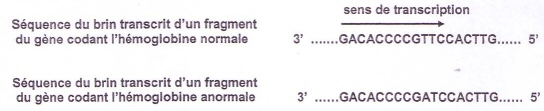 sens de transcription
Séquence du brin transcrit d'un fragment
du gène codant l'hémoglobine normale 3' ......GACACCCCGTTCCACTTG...... 5'
Séquence du brin transcrit d'un fragment
du gène codant l'hémoglobine anormale 3' ......GACACCCCGATCCACTTG...... 5'